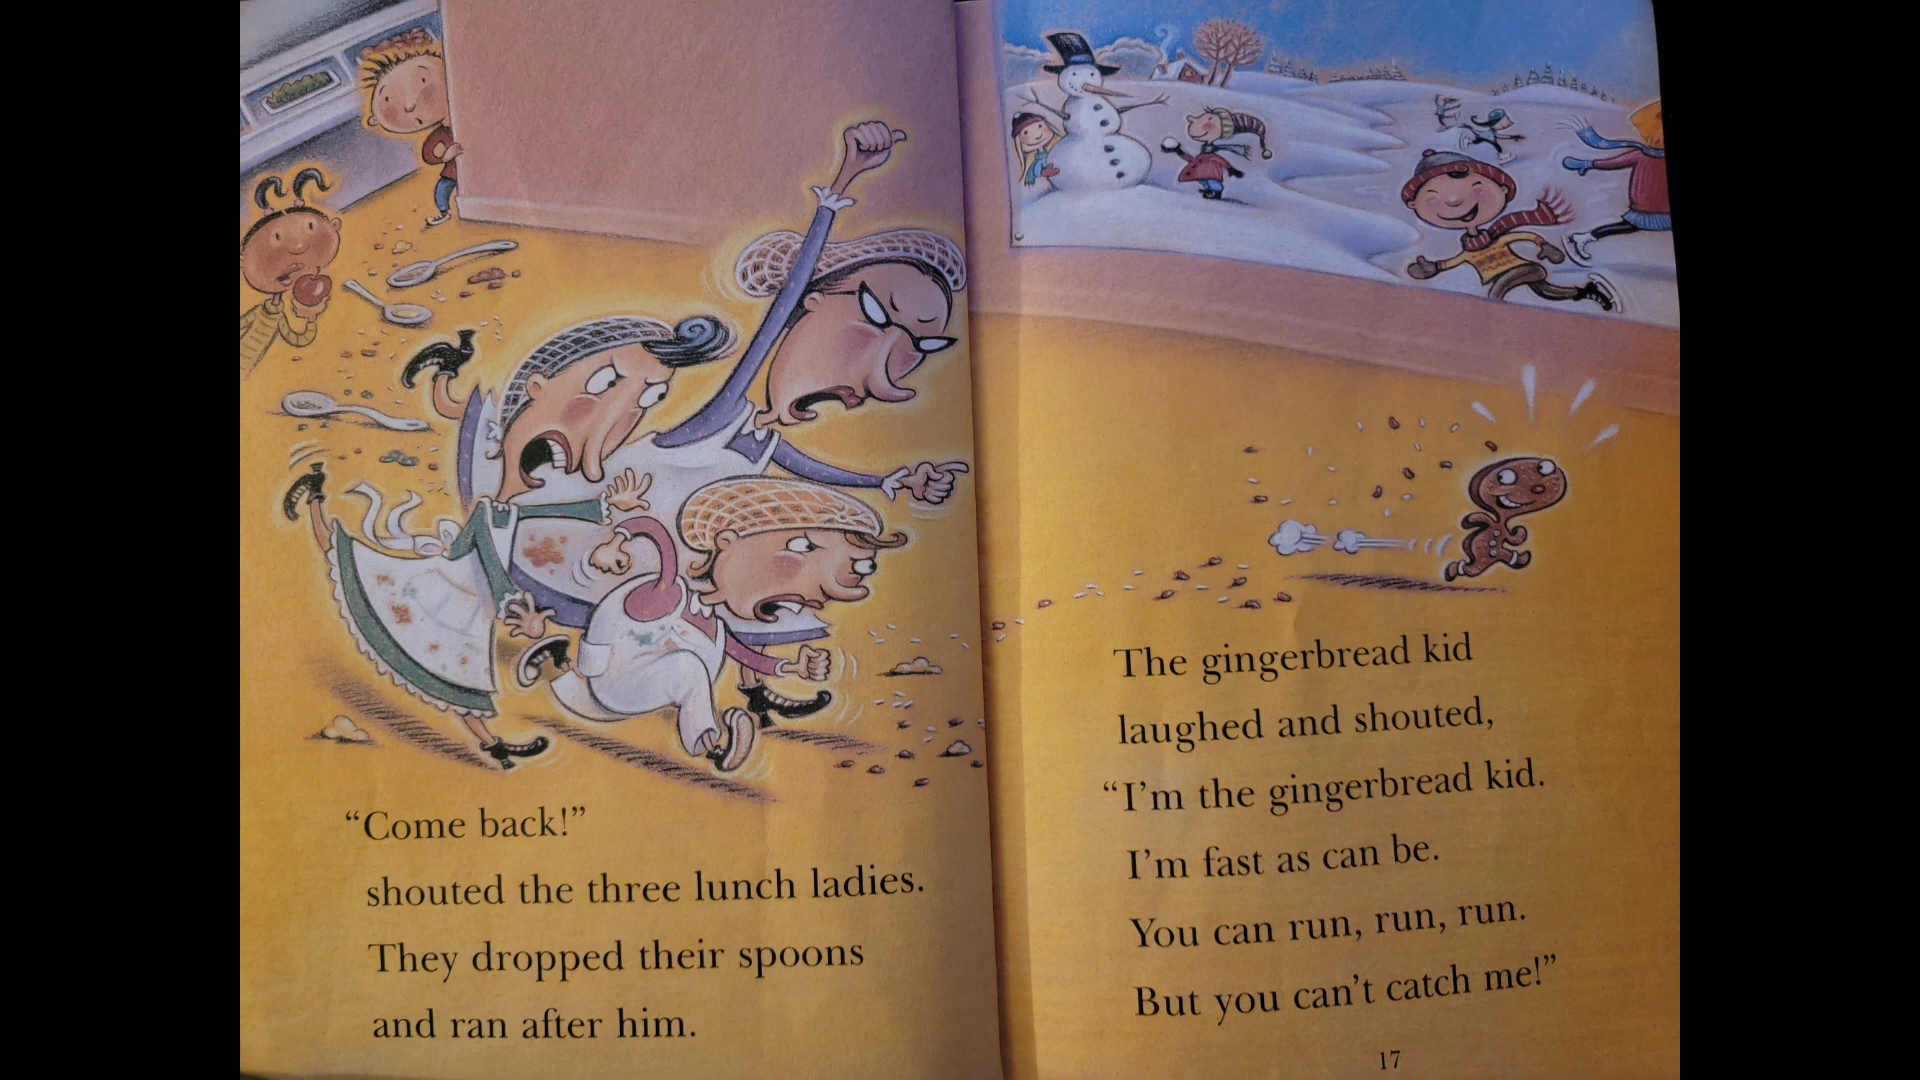 “Come back!”
shouted the three lunch ladies.
They dropped their spoons
and ran after him.
The gingerbread kid
laughed and shouted,
“I’m the gingerbread kid.
I’m fast as can be.
You can run, run, run.
But you can’t catch me!”
17